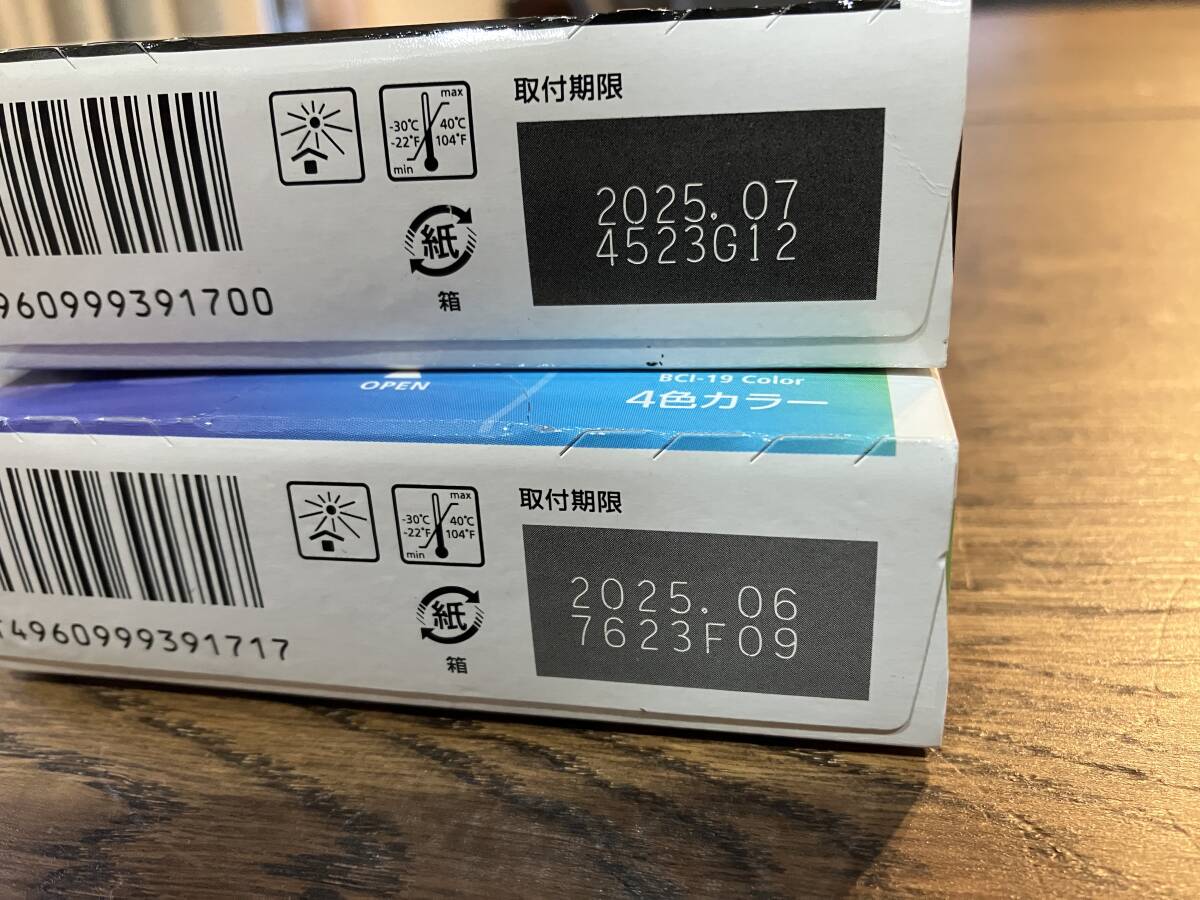 取付期限
max
-30℃ 40℃
-22°F 104°F
min
2025.07
4523G12
紙
箱
960999391700
OPEN
BCI-19 Color
4色カラー
取付期限
max
-30℃ 40℃
-22°F 104°F
min
2025.06
7623F09
紙
箱
4960999391717